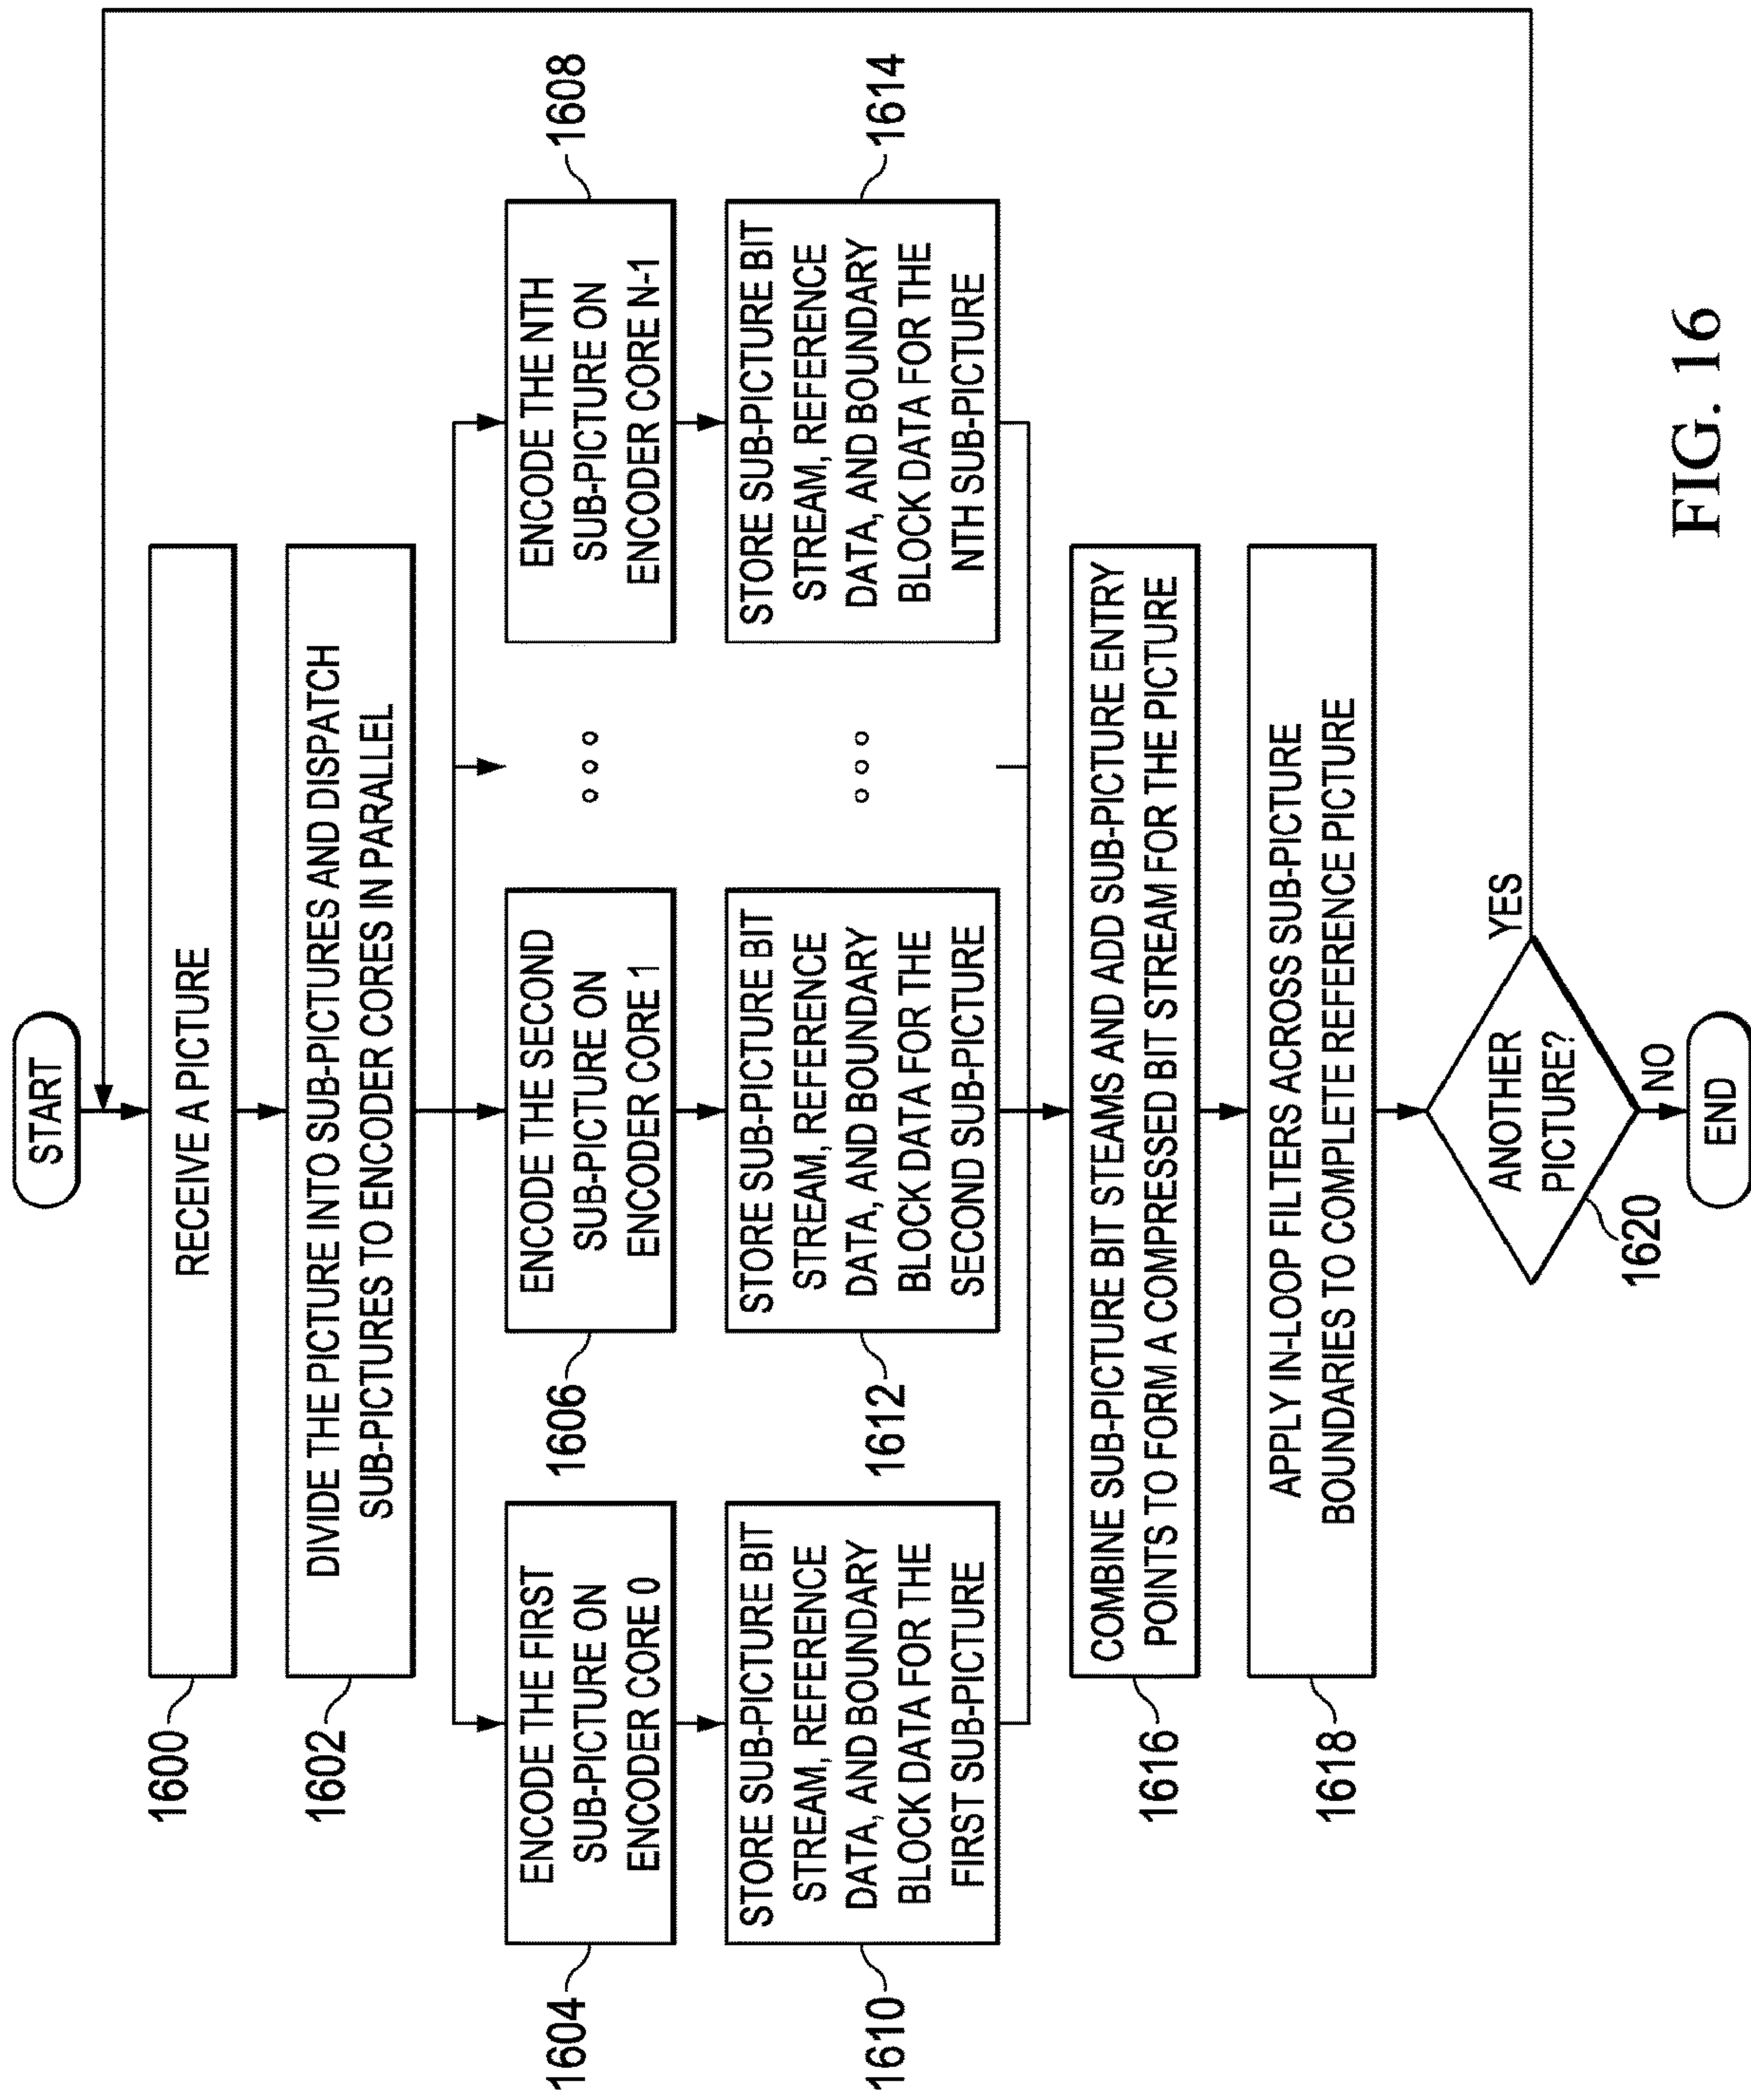 START
RECEIVE A PICTURE
1600
DIVIDE THE PICTURE INTO SUB-PICTURES AND DISPATCH
SUB-PICTURES TO ENCODER CORES IN PARALLEL
1602
ENCODE THE FIRST
SUB-PICTURE ON
ENCODER CORE 0
1604
ENCODE THE SECOND
SUB-PICTURE ON
ENCODER CORE 1
1606
ENCODE THE NTH
SUB-PICTURE ON
ENCODER CORE N-1
1608
STORE SUB-PICTURE BIT
STREAM, REFERENCE
DATA, AND BOUNDARY
BLOCK DATA FOR THE
FIRST SUB-PICTURE
1610
STORE SUB-PICTURE BIT
STREAM, REFERENCE
DATA, AND BOUNDARY
BLOCK DATA FOR THE
SECOND SUB-PICTURE
1612
STORE SUB-PICTURE BIT
STREAM, REFERENCE
DATA, AND BOUNDARY
BLOCK DATA FOR THE
NTH SUB-PICTURE
1614
COMBINE SUB-PICTURE BIT STEAMS AND ADD SUB-PICTURE ENTRY
POINTS TO FORM A COMPRESSED BIT STREAM FOR THE PICTURE
1616
APPLY IN-LOOP FILTERS ACROSS SUB-PICTURE
BOUNDARIES TO COMPLETE REFERENCE PICTURE
1618
ANOTHER
PICTURE?
1620
YES
NO
END
FIG. 16